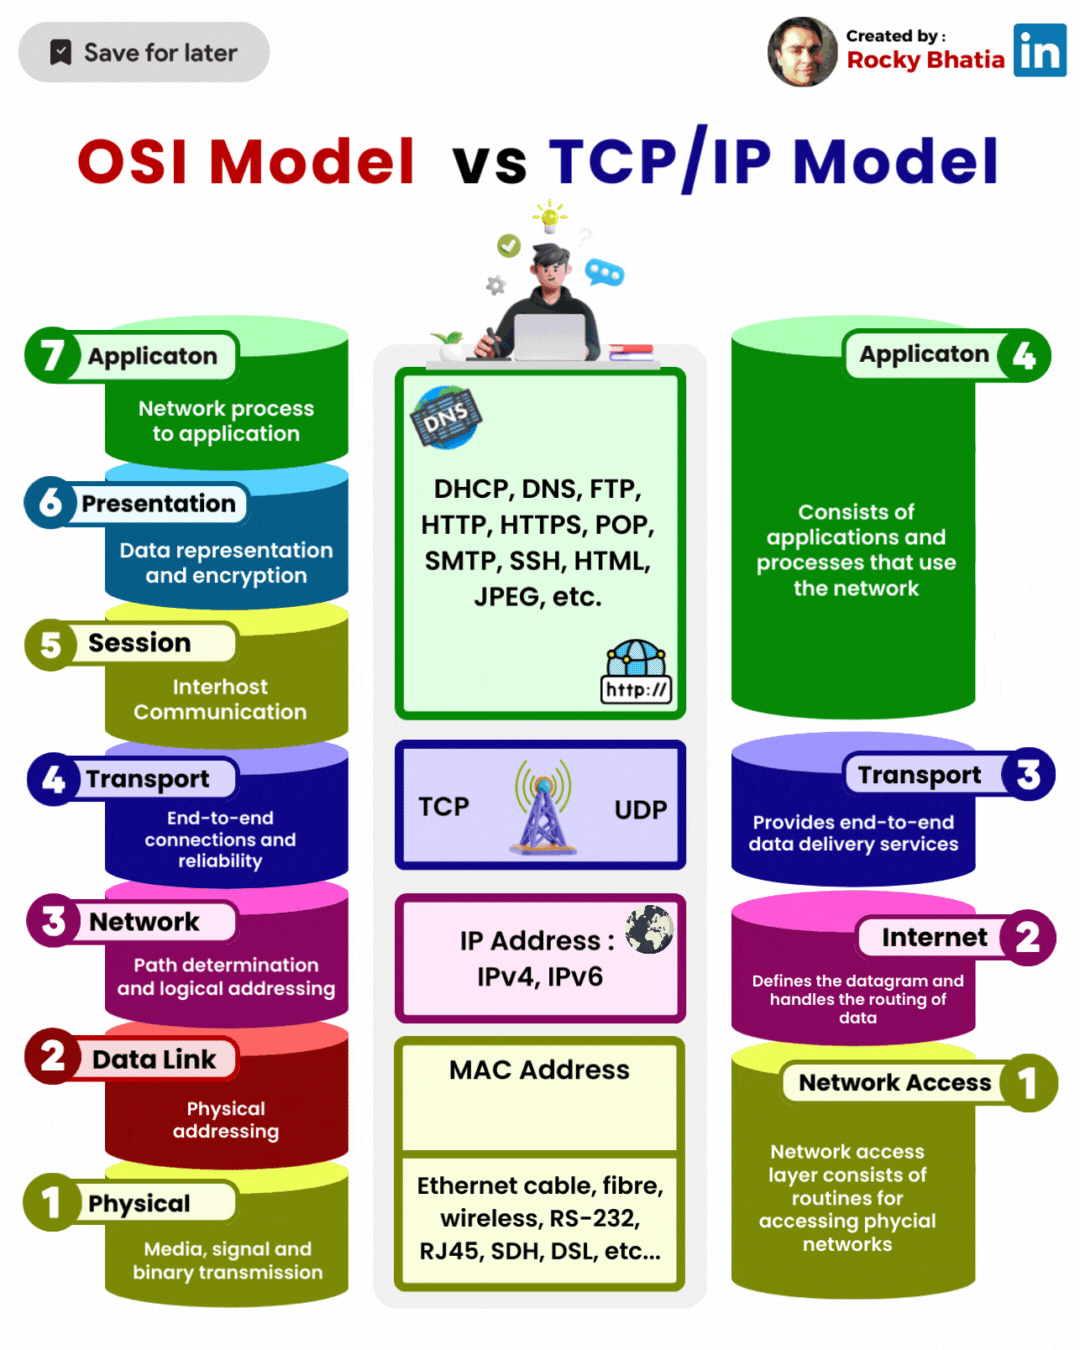 Save for later
Created by :
Rocky Bhatia
in
OSI Model vs TCP/IP Model
7 Applicaton
Network process
to application
6 Presentation
Data representation
and encryption
5 Session
Interhost
Communication
4 Transport
End-to-end
connections and
reliability
3 Network
Path determination
and logical addressing
2 Data Link
Physical
addressing
1 Physical
Media, signal and
binary transmission
DNS
DHCP, DNS, FTP,
HTTP, HTTPS, POP,
SMTP, SSH, HTML,
JPEG, etc.
http://
TCP
UDP
IP Address :
IPv4, IPv6
MAC Address
Ethernet cable, fibre,
wireless, RS-232,
RJ45, SDH, DSL, etc...
Applicaton 4
Consists of
applications and
processes that use
the network
Transport 3
Provides end-to-end
data delivery services
Internet 2
Defines the datagram and
handles the routing of
data
Network Access 1
Network access
layer consists of
routines for
accessing phycial
networks